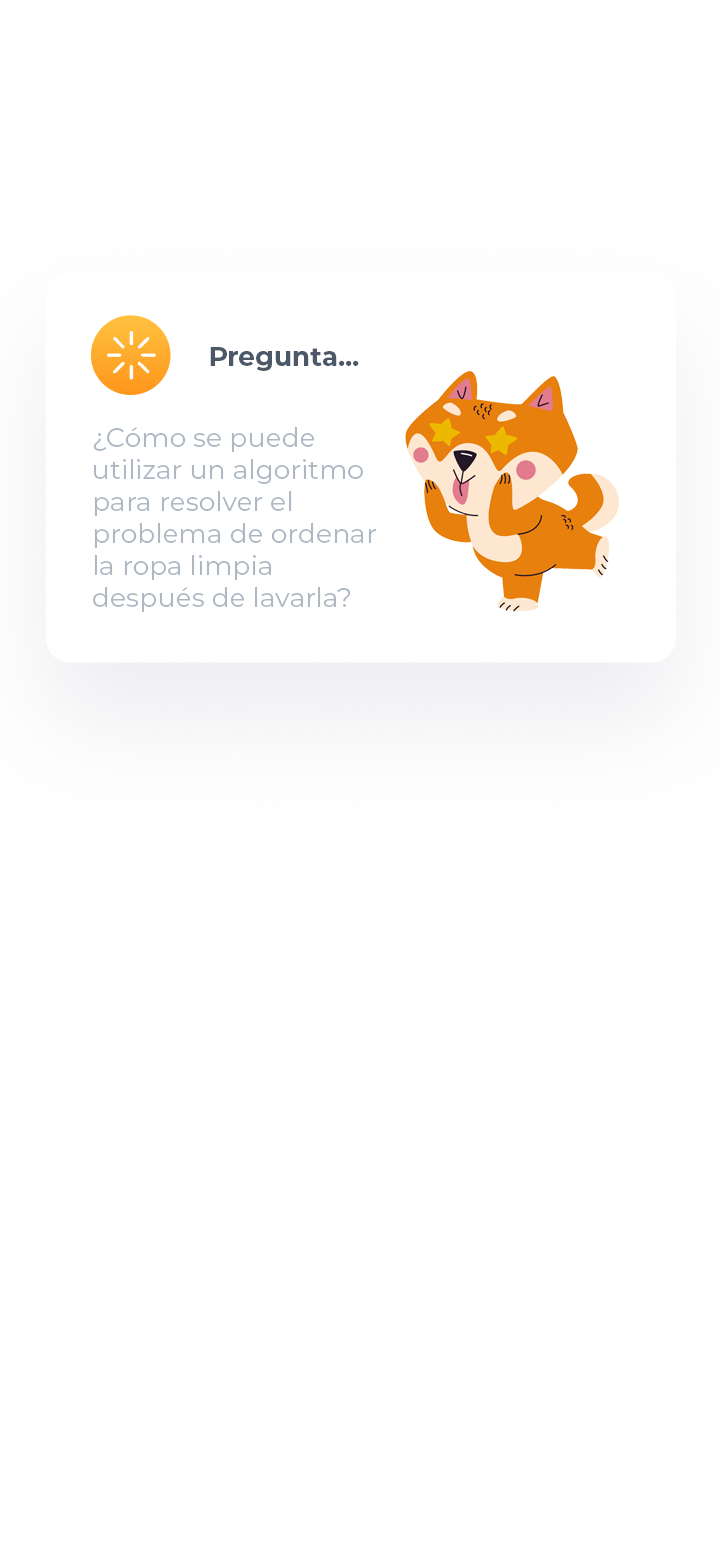 Pregunta...
¿Cómo se puede
utilizar un algoritmo
para resolver el
problema de ordenar
la ropa limpia
después de lavarla?